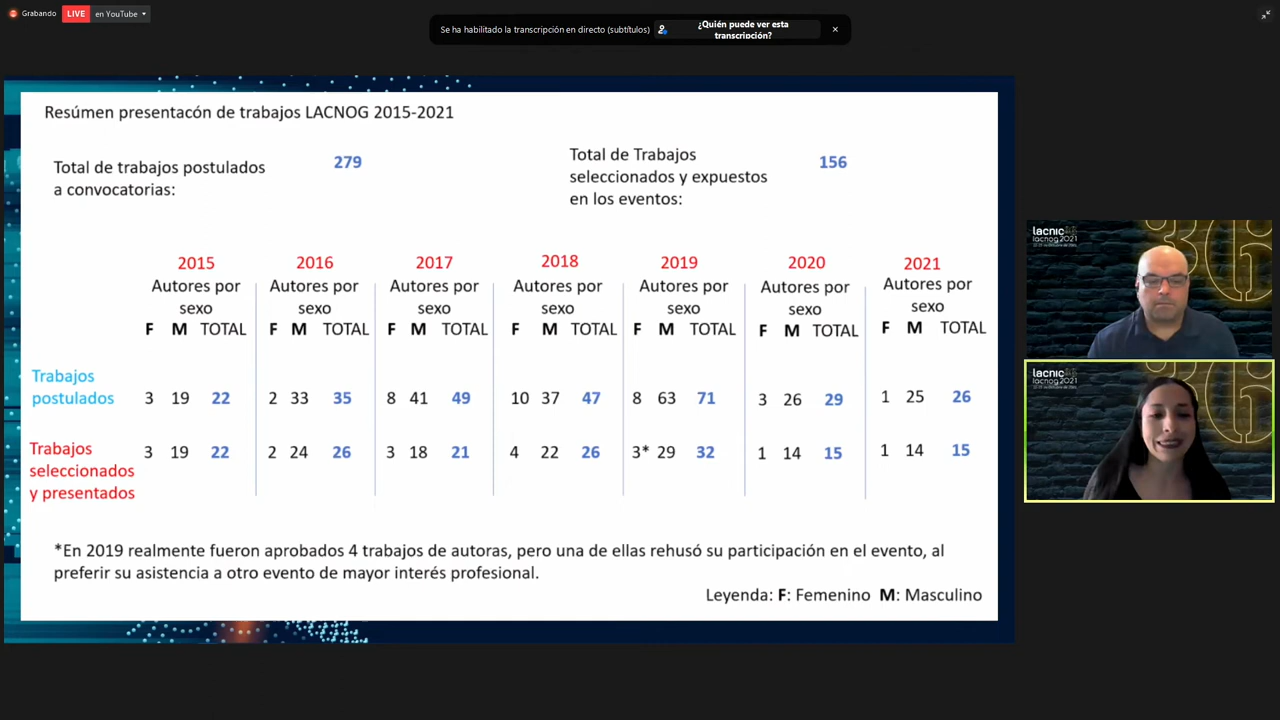 Grabando
LIVE
en YouTube
Se ha habilitado la transcripción en directo (subtítulos)
¿Quién puede ver esta
transcripción?
Resúmen presentacón de trabajos LACNOG 2015-2021
Total de trabajos postulados
a convocatorias:
279
Total de Trabajos
seleccionados y expuestos
en los eventos:
156
2015 2016 2017 2018 2019 2020 2021
Autores por Autores por Autores por Autores por Autores por Autores por Autores por
sexo sexo sexo sexo sexo sexo sexo
F M TOTAL F M TOTAL F M TOTAL F M TOTAL F M TOTAL F M TOTAL F M TOTAL
Trabajos
postulados 3 19 22 2 33 35 8 41 49 10 37 47 8 63 71 3 26 29 1 25 26
Trabajos 3 19 22 2 24 26 3 18 21 4 22 26 3* 29 32 1 14 15 1 14 15
seleccionados
y presentados
*En 2019 realmente fueron aprobados 4 trabajos de autoras, pero una de ellas rehusó su participación en el evento, al
preferir su asistencia a otro evento de mayor interés profesional.
Leyenda: F: Femenino M: Masculino
lacnic36
lacnog2021
lacnic36
lacnog2021